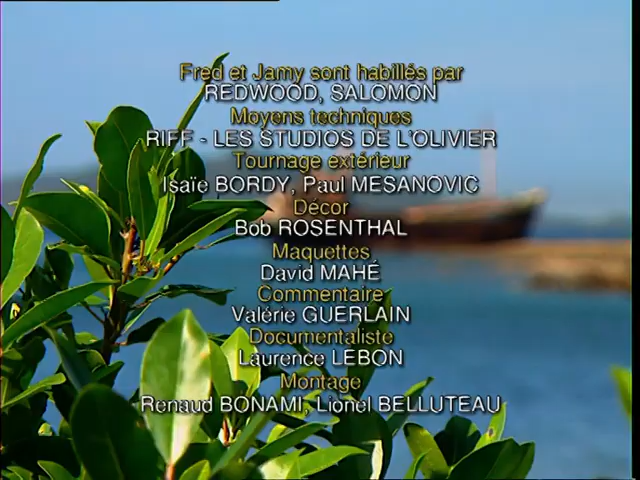 Fred et Jamy sont habillés par
REDWOOD, SALOMON
Moyens techniques
RIFF - LES STUDIOS DE L'OLIVIER
Tournage extérieur
Isaïe BORDY, Paul MESANOVIC
Décor
Bob ROSENTHAL
Maquettes
David MAHÉ
Commentaire
Valérie GUERLAIN
Documentaliste
Laurence LEBON
Montage
Renaud BONAMI, Lionel BELLUTEAU